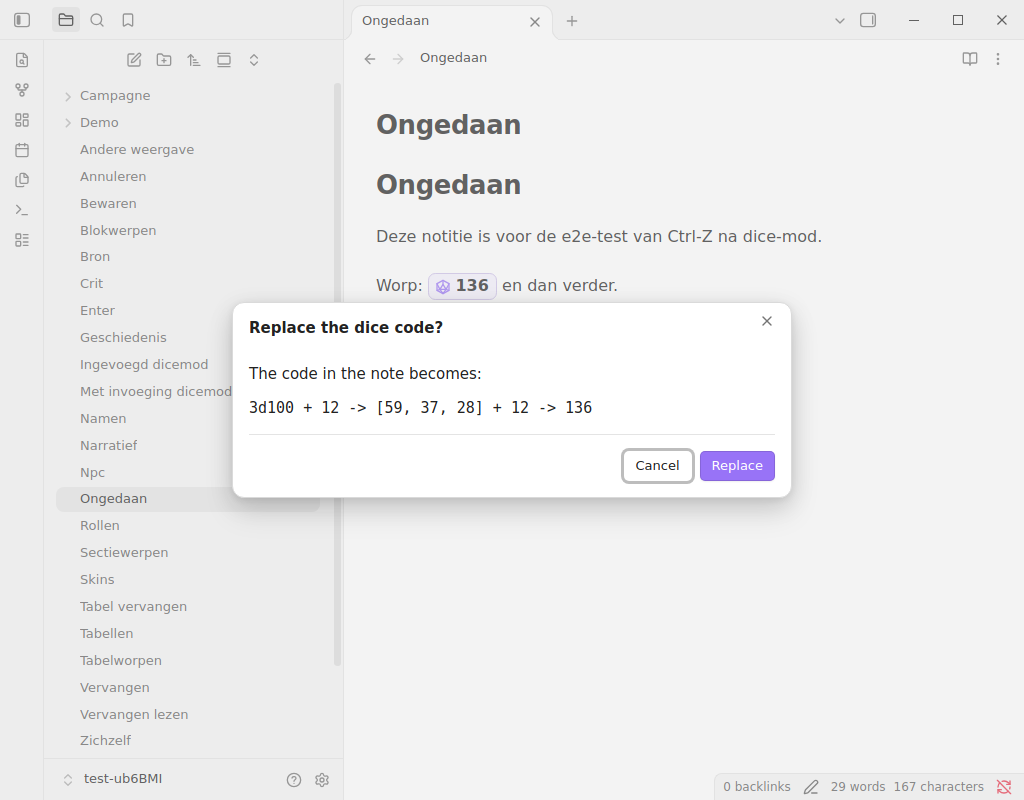 Ongedaan
Ongedaan
Campagne
Demo
Andere weergave
Annuleren
Bewaren
Blokwerpen
Bron
Crit
Enter
Geschiedenis
Ingevoegd dicemod
Met invoeging dicemod
Namen
Narratief
Npc
Ongedaan
Rollen
Sectiewerpen
Skins
Tabel vervangen
Tabellen
Tabelworpen
Vervangen
Vervangen lezen
Zichzelf
test-ub6BMI
Ongedaan
Ongedaan
Deze notitie is voor de e2e-test van Ctrl-Z na dice-mod.
Worp: 136 en dan verder.
Replace the dice code?
The code in the note becomes:
3d100 + 12 -> [59, 37, 28] + 12 -> 136
Cancel Replace
0 backlinks 29 words 167 characters